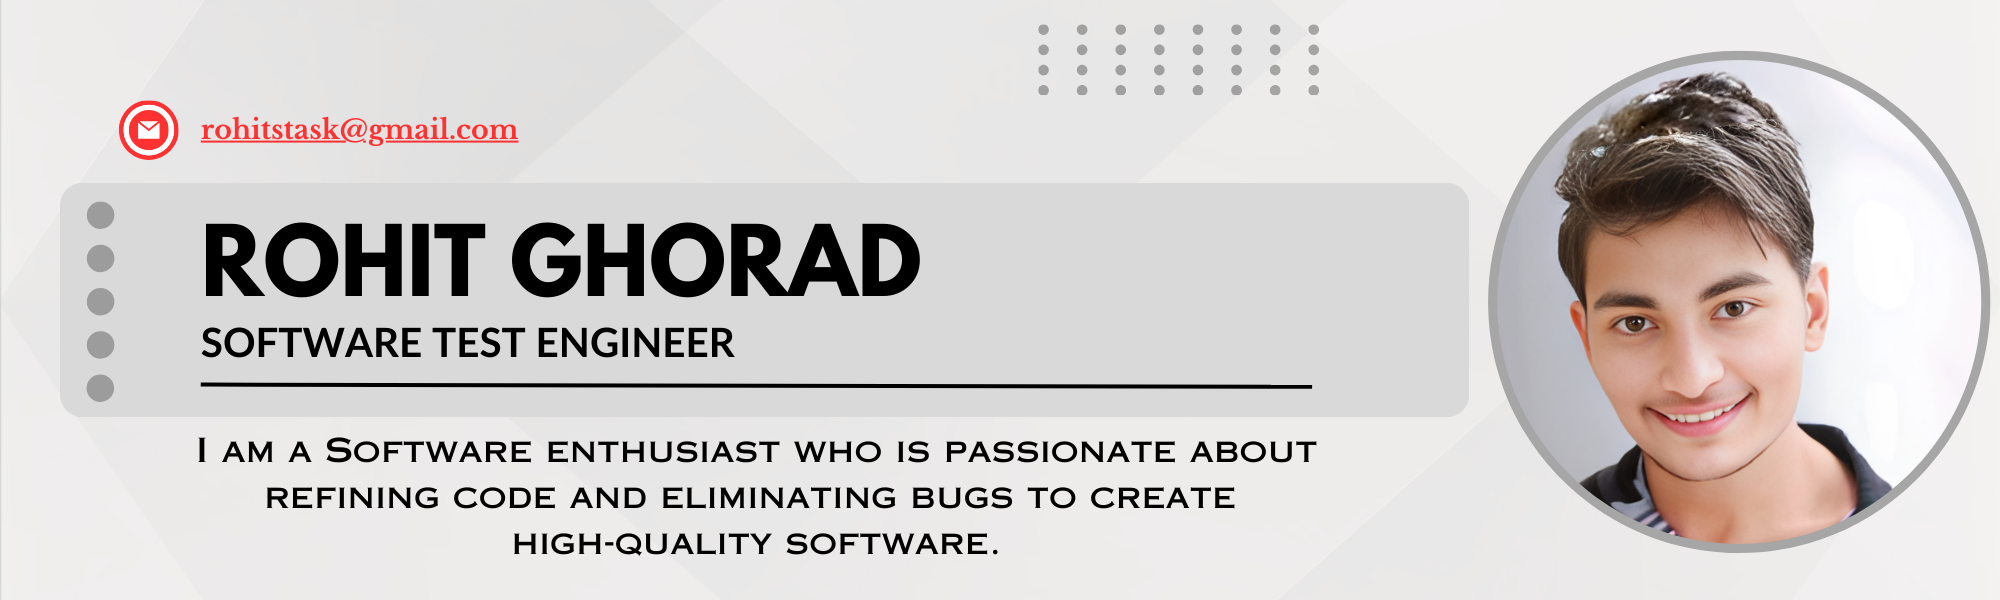 rohitstask@gmail.com
ROHIT GHORAD
SOFTWARE TEST ENGINEER
I am a Software enthusiast who is passionate about
refining code and eliminating bugs to create
high-quality software.